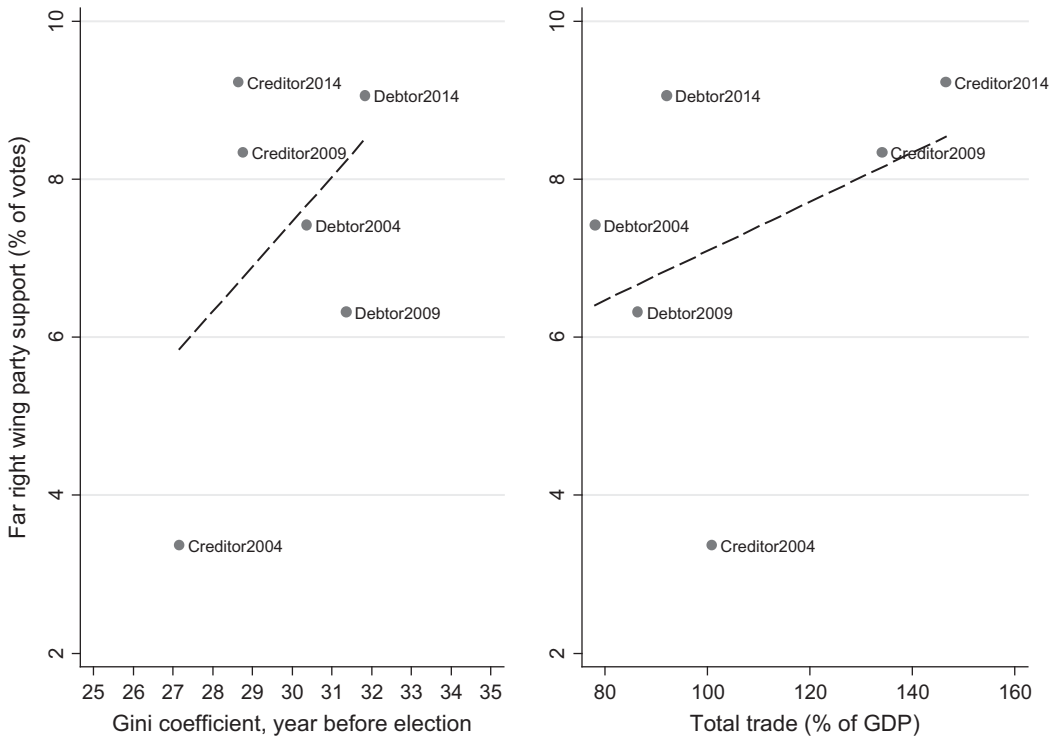 Far right wing party support (% of votes)
10
8
6
4
2
Creditor2014
Debtor2014
Creditor2009
Debtor2004
Debtor2009
Creditor2004
25 26 27 28 29 30 31 32 33 34 35
Gini coefficient, year before election
10
8
6
4
2
Creditor2014
Debtor2014
Creditor2009
Debtor2004
Debtor2009
Creditor2004
80 100 120 140 160
Total trade (% of GDP)